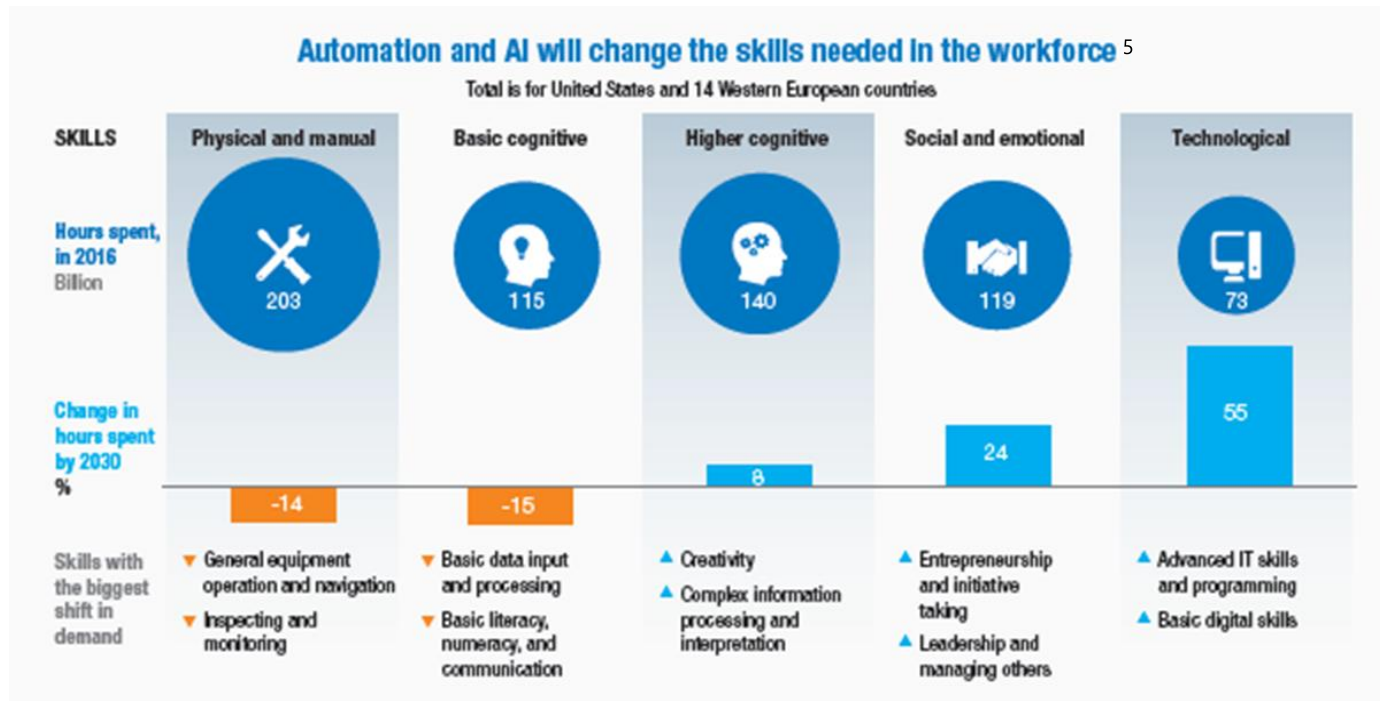 Automation and AI will change the skills needed in the workforce 5
Total is for United States and 14 Western European countries
SKILLS
Physical and manual
Basic cognitive
Higher cognitive
Social and emotional
Technological
Hours spent,
in 2016
Billion
203
115
140
119
73
Change in
hours spent
by 2030
%
-14
-15
8
24
55
Skills with
the biggest
shift in
demand
▼ General equipment
operation and navigation
▼ Inspecting and
monitoring
▼ Basic data input
and processing
▼ Basic literacy,
numeracy, and
communication
▲ Creativity
▲ Complex information
processing and
interpretation
▲ Entrepreneurship
and initiative
taking
▲ Leadership and
managing others
▲ Advanced IT skills
and programming
▲ Basic digital skills